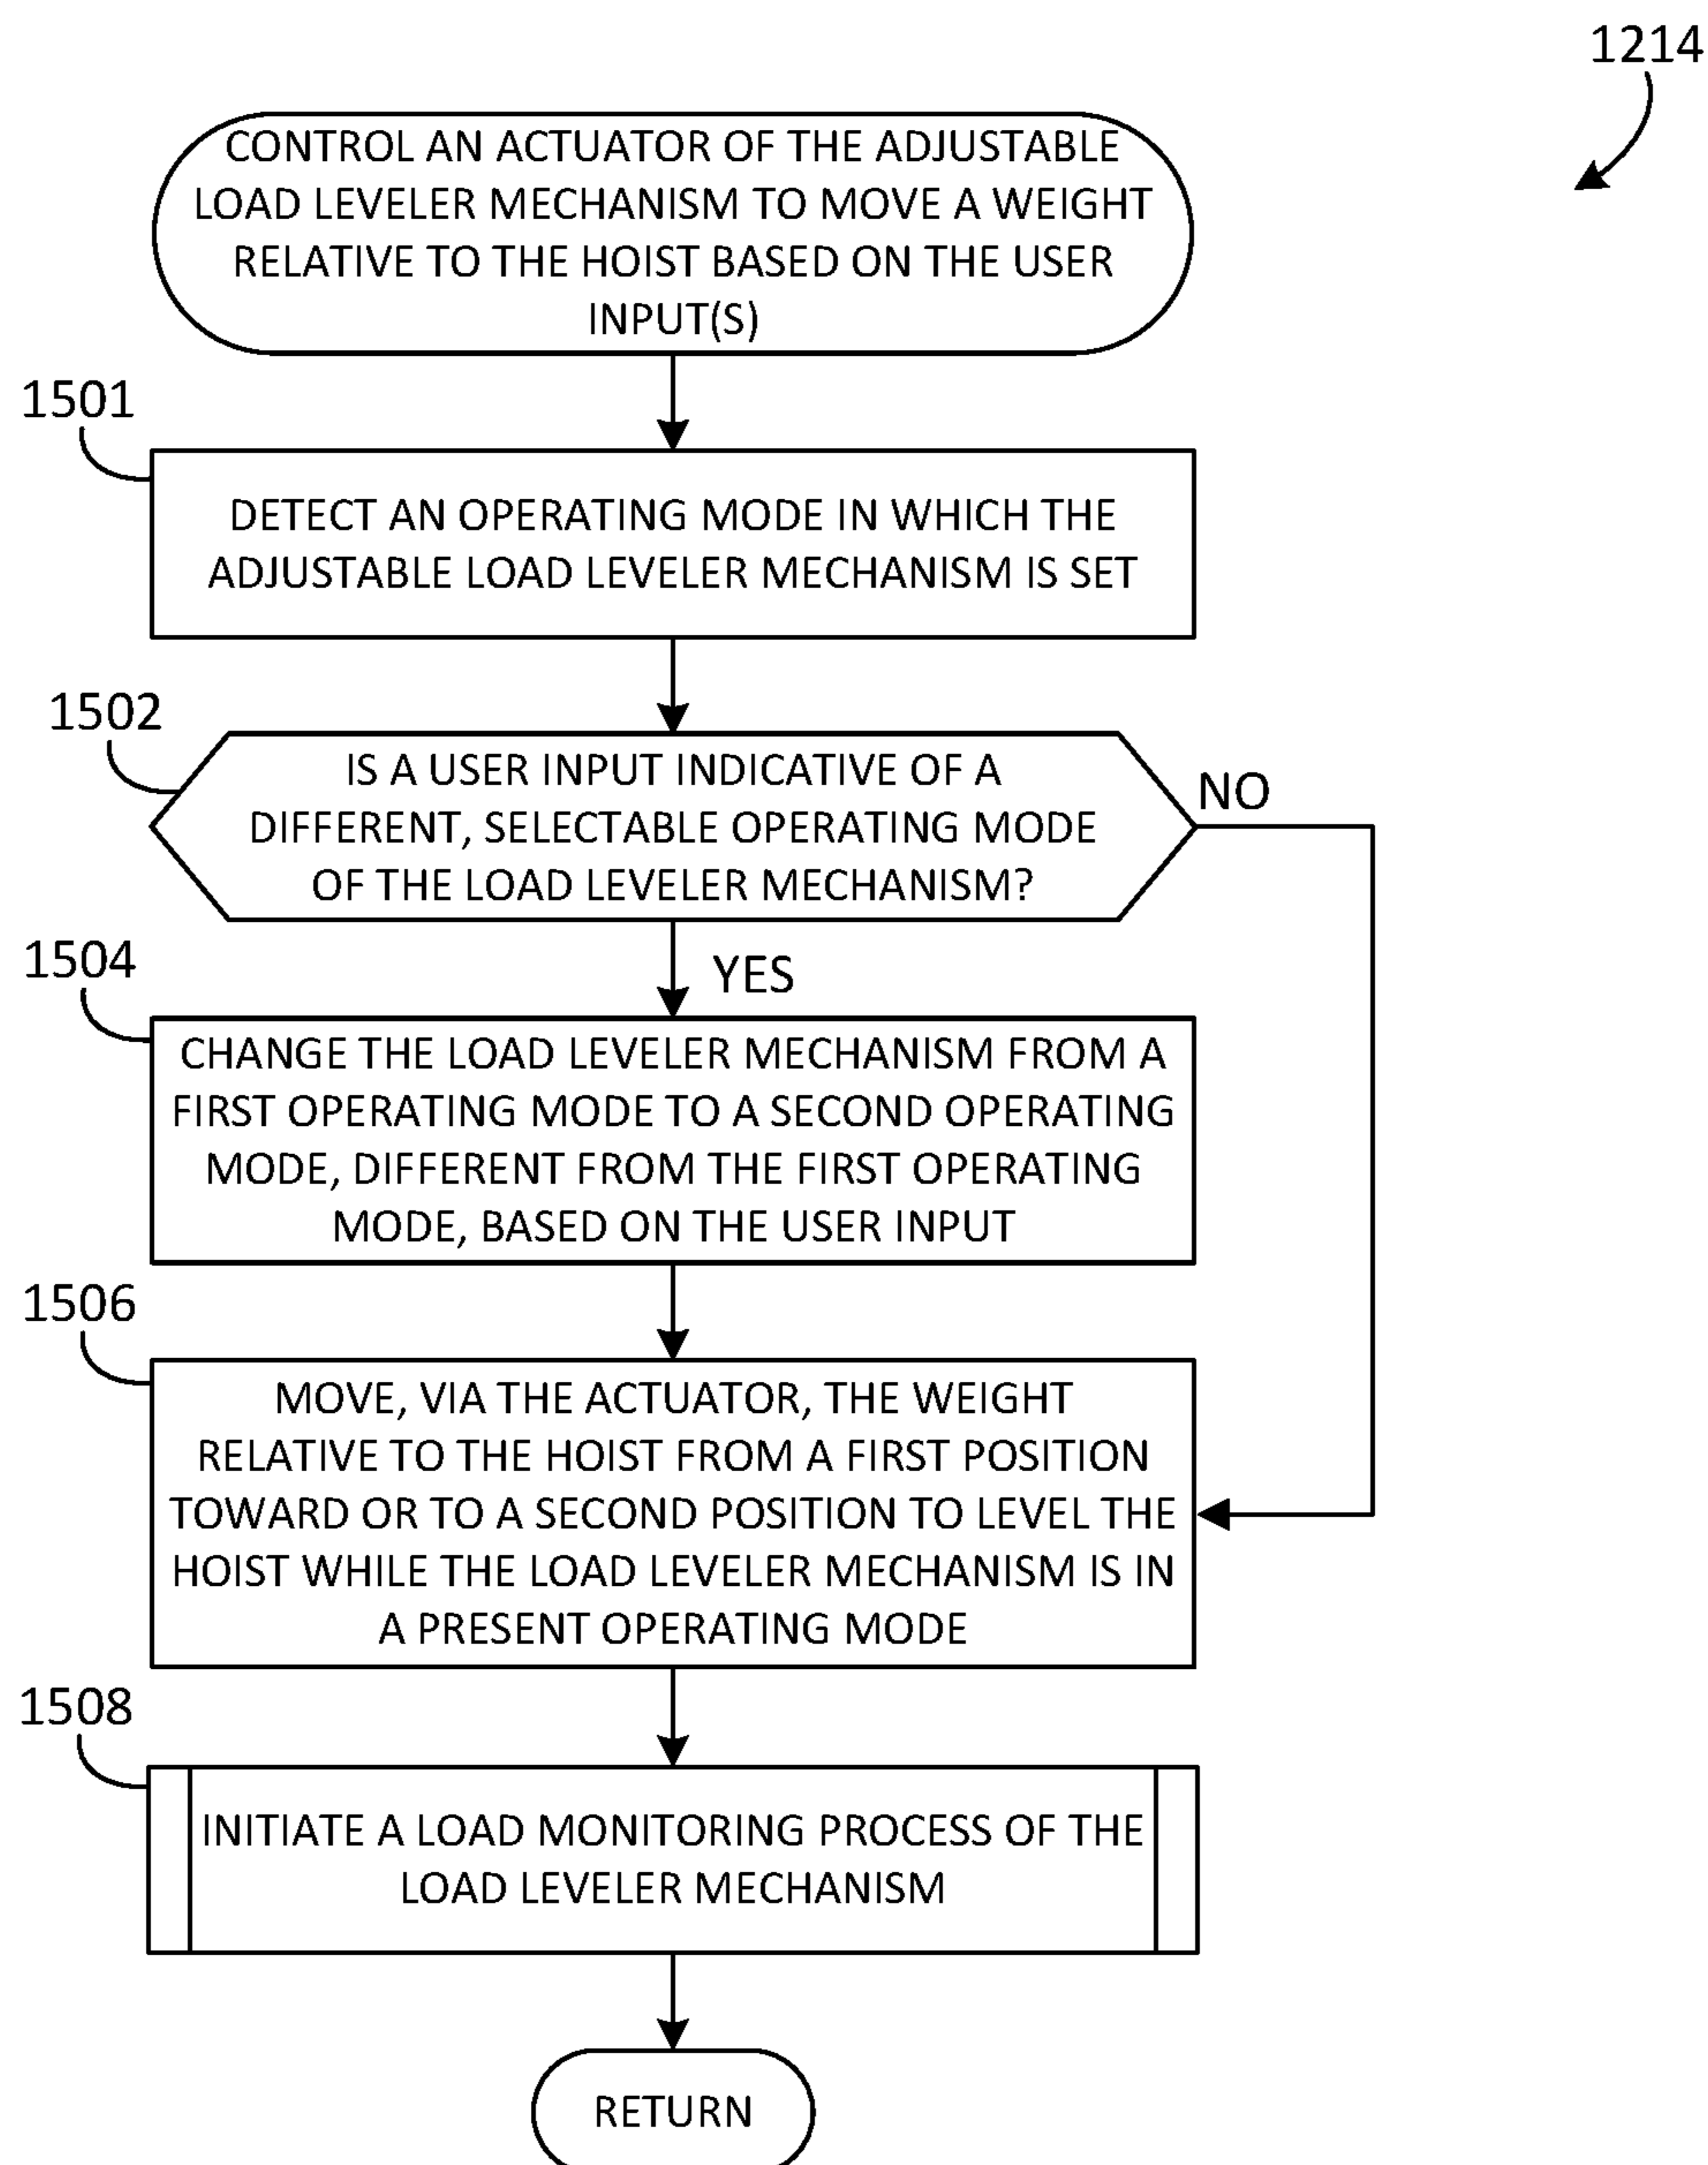 1214
CONTROL AN ACTUATOR OF THE ADJUSTABLE
LOAD LEVELER MECHANISM TO MOVE A WEIGHT
RELATIVE TO THE HOIST BASED ON THE USER
INPUT(S)
1501
DETECT AN OPERATING MODE IN WHICH THE
ADJUSTABLE LOAD LEVELER MECHANISM IS SET
1502
IS A USER INPUT INDICATIVE OF A
DIFFERENT, SELECTABLE OPERATING MODE
OF THE LOAD LEVELER MECHANISM?
NO
YES
1504
CHANGE THE LOAD LEVELER MECHANISM FROM A
FIRST OPERATING MODE TO A SECOND OPERATING
MODE, DIFFERENT FROM THE FIRST OPERATING
MODE, BASED ON THE USER INPUT
1506
MOVE, VIA THE ACTUATOR, THE WEIGHT
RELATIVE TO THE HOIST FROM A FIRST POSITION
TOWARD OR TO A SECOND POSITION TO LEVEL THE
HOIST WHILE THE LOAD LEVELER MECHANISM IS IN
A PRESENT OPERATING MODE
1508
INITIATE A LOAD MONITORING PROCESS OF THE
LOAD LEVELER MECHANISM
RETURN